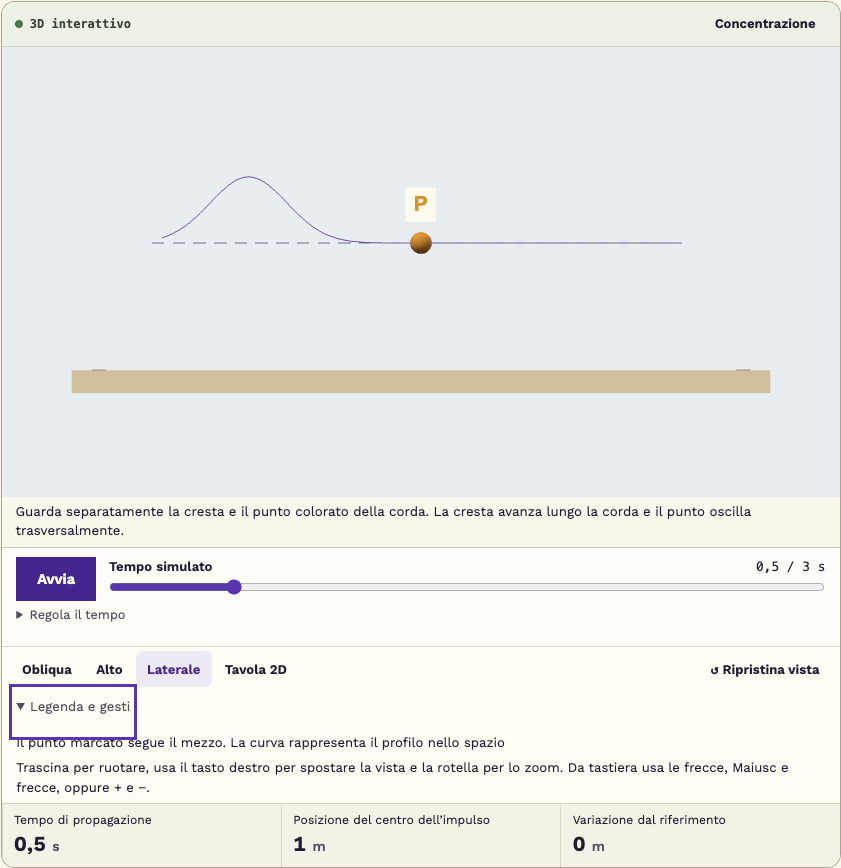 3D interattivo
Concentrazione
P
Guarda separatamente la cresta e il punto colorato della corda. La cresta avanza lungo la corda e il punto oscilla
trasversalmente.
Avvia
Tempo simulato
0,5 / 3 s
▶ Regola il tempo
Obliqua
Alto
Laterale
Tavola 2D
↺ Ripristina vista
▼ Legenda e gesti
Il punto marcato segue il mezzo. La curva rappresenta il profilo nello spazio
Trascina per ruotare, usa il tasto destro per spostare la vista e la rotella per lo zoom. Da tastiera usa le frecce, Maiusc e
frecce, oppure + e −.
Tempo di propagazione
0,5 s
Posizione del centro dell’impulso
1 m
Variazione dal riferimento
0 m